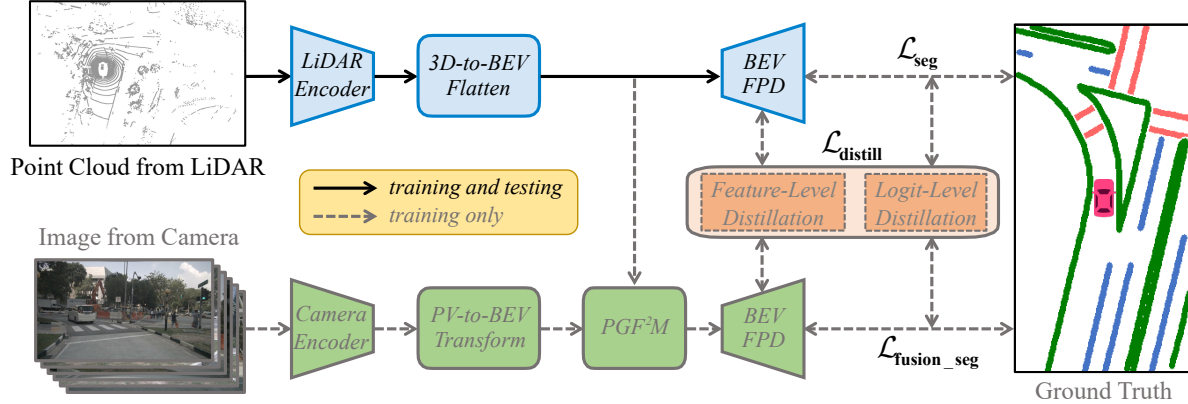 LiDAR
Encoder
3D-to-BEV
Flatten
BEV
FPD
ℒseg
Point Cloud from LiDAR
ℒdistill
training and testing
training only
Feature-Level
Distillation
Logit-Level
Distillation
Image from Camera
Camera
Encoder
PV-to-BEV
Transform
PGF²M
BEV
FPD
ℒfusion_seg
Ground Truth